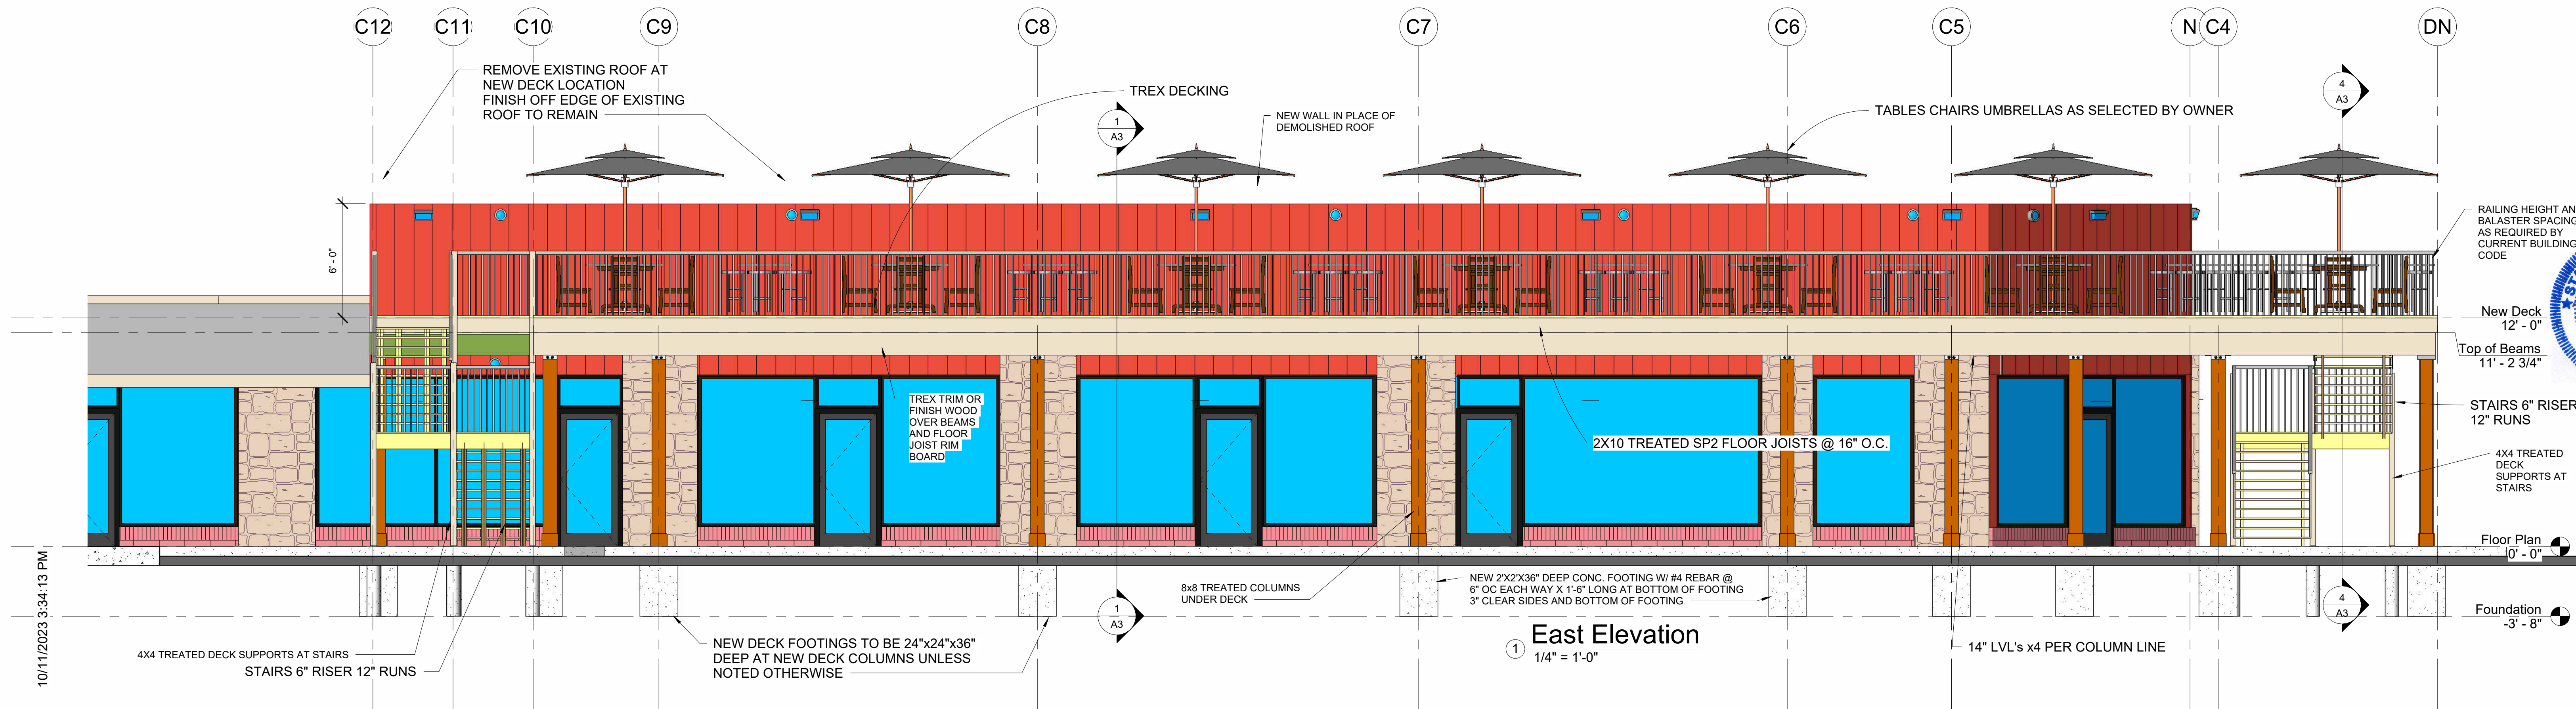 C12
C11
C10
C9
C8
C7
C6
C5
N
C4
DN
REMOVE EXISTING ROOF AT
NEW DECK LOCATION
FINISH OFF EDGE OF EXISTING
ROOF TO REMAIN
TREX DECKING
1
A3
NEW WALL IN PLACE OF
DEMOLISHED ROOF
TABLES CHAIRS UMBRELLAS AS SELECTED BY OWNER
4
A3
RAILING HEIGHT AN
BALASTER SPACING
AS REQUIRED BY
CURRENT BUILDING
CODE
6' - 0"
New Deck
12' - 0"
Top of Beams
11' - 2 3/4"
TREX TRIM OR
FINISH WOOD
OVER BEAMS
AND FLOOR
JOIST RIM
BOARD
2X10 TREATED SP2 FLOOR JOISTS @ 16" O.C.
STAIRS 6" RISER
12" RUNS
4X4 TREATED
DECK
SUPPORTS AT
STAIRS
Floor Plan
0' - 0"
8x8 TREATED COLUMNS
UNDER DECK
NEW 2'X2'X36" DEEP CONC. FOOTING W/ #4 REBAR @
6" OC EACH WAY X 1'-6" LONG AT BOTTOM OF FOOTING
3" CLEAR SIDES AND BOTTOM OF FOOTING
1
A3
4
A3
Foundation
-3' - 8"
4X4 TREATED DECK SUPPORTS AT STAIRS
STAIRS 6" RISER 12" RUNS
NEW DECK FOOTINGS TO BE 24"x24"x36"
DEEP AT NEW DECK COLUMNS UNLESS
NOTED OTHERWISE
1
East Elevation
1/4" = 1'-0"
14" LVL's x4 PER COLUMN LINE
10/11/2023 3:34:13 PM